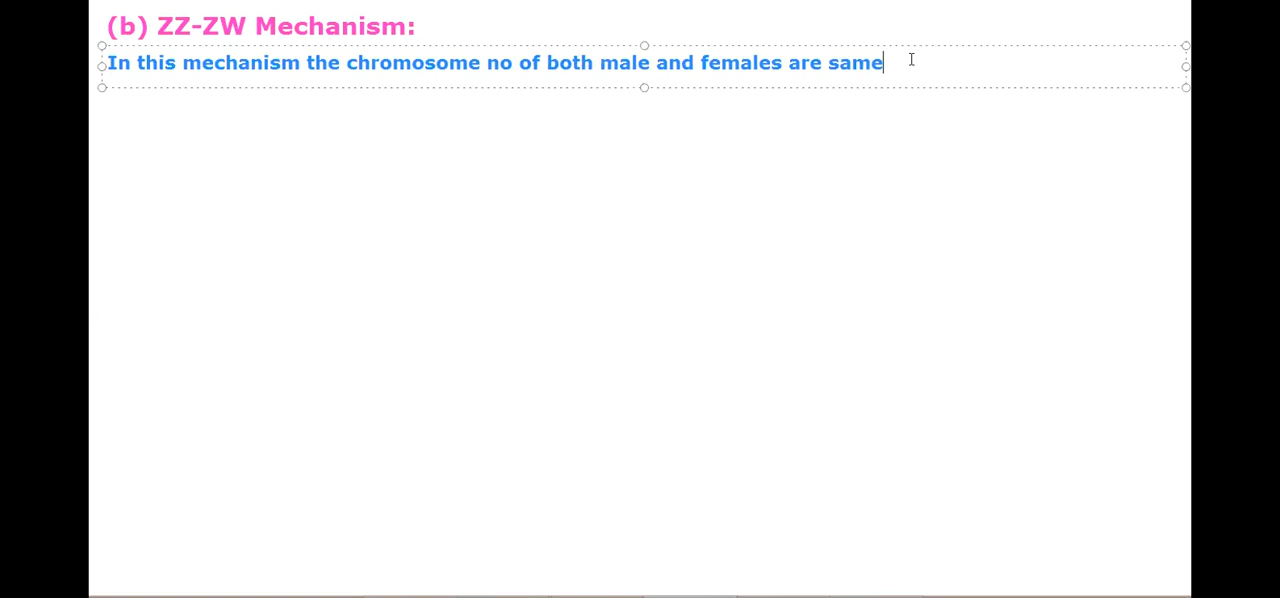 (b) ZZ-ZW Mechanism:
In this mechanism the chromosome no of both male and females are same